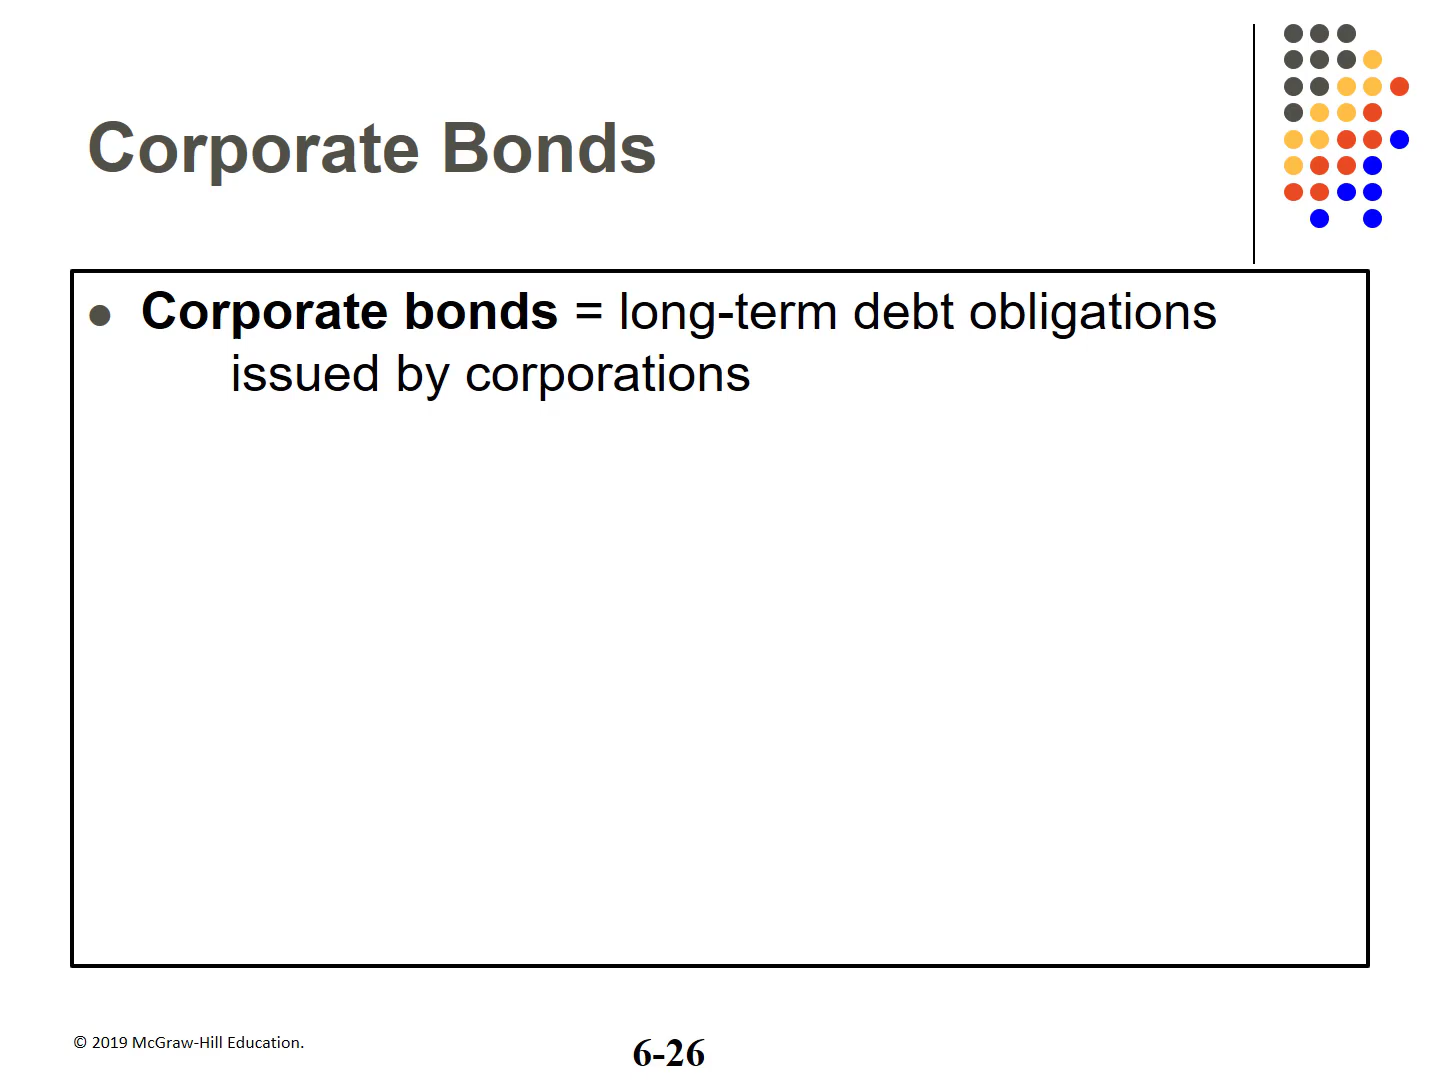 Corporate Bonds
● Corporate bonds = long-term debt obligations
issued by corporations
© 2019 McGraw-Hill Education.
6-26